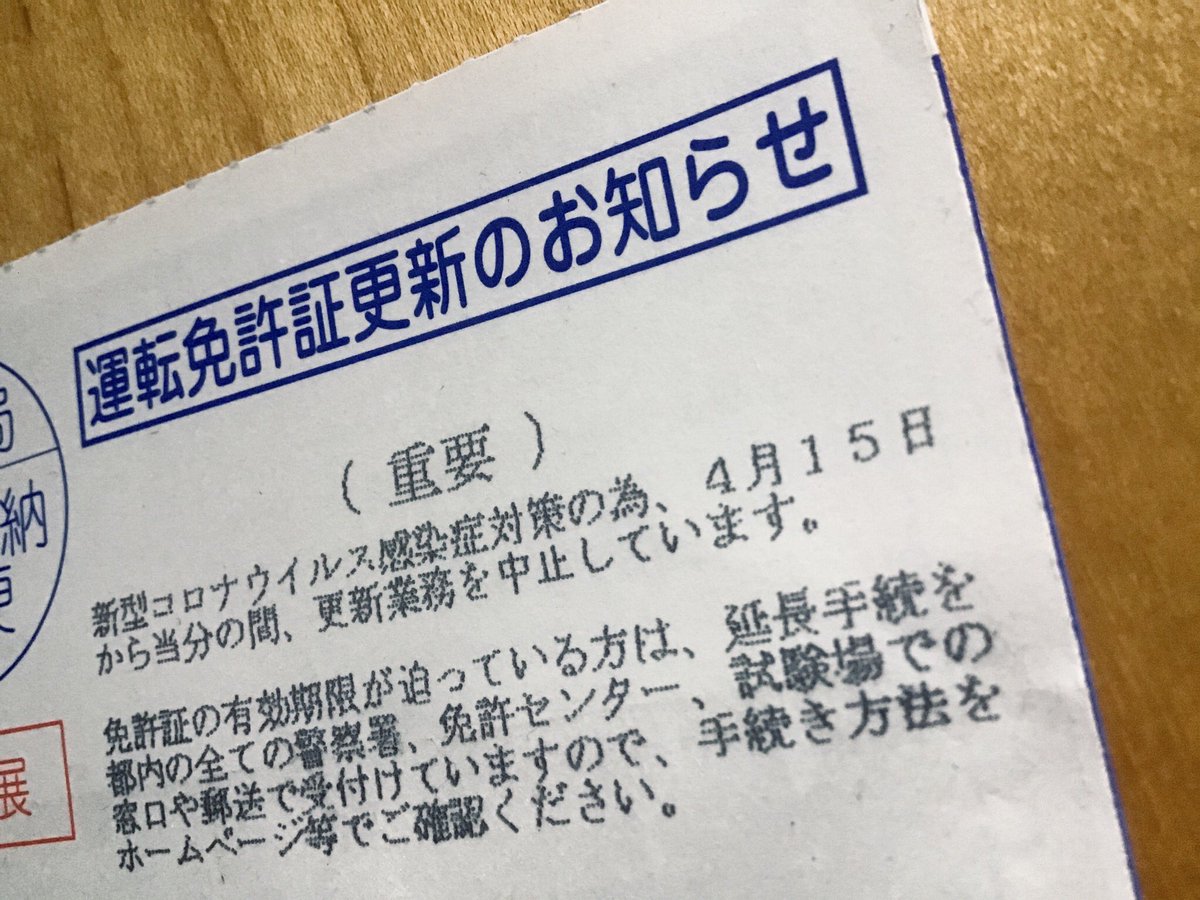 運転免許証更新のお知らせ
(重要)
新型コロナウイルス感染症対策の為、4月15日
から当分の間、更新業務を中止しています。
免許証の有効期限が迫っている方は、延長手続を
都内の全ての警察署、免許センター、試験場での
窓口や郵送で受付けていますので、手続き方法を
ホームページ等でご確認ください。
局
納
展